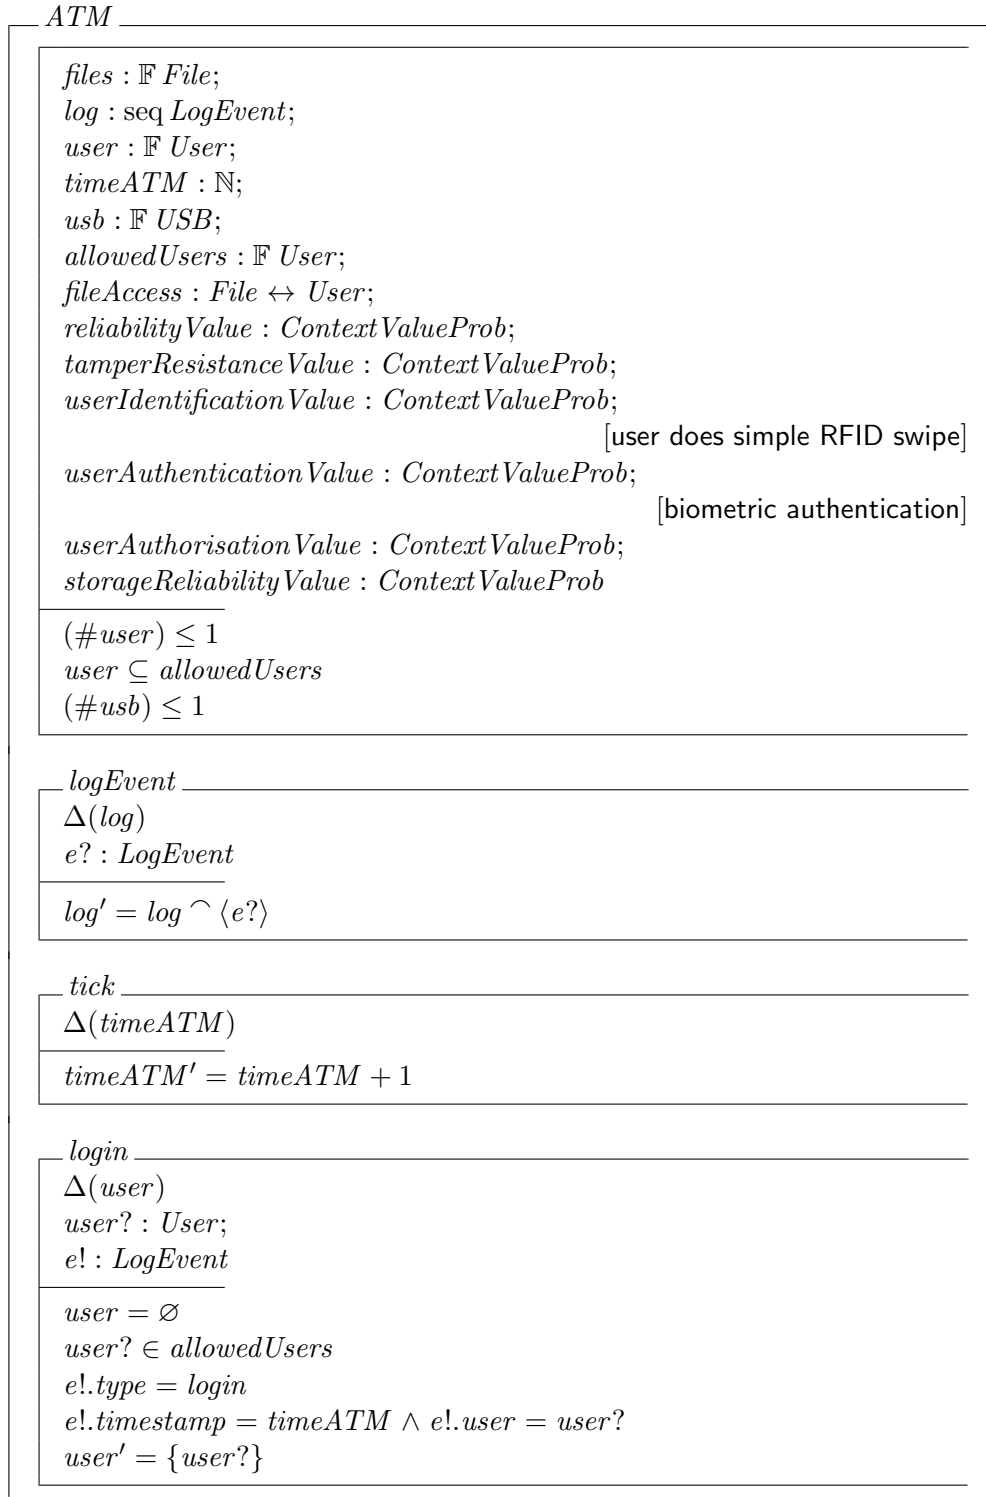 ATM
files : 𝔽 File;
log : seq LogEvent;
user : 𝔽 User;
timeATM : ℕ;
usb : 𝔽 USB;
allowedUsers : 𝔽 User;
fileAccess : File ↔ User;
reliabilityValue : ContextValueProb;
tamperResistanceValue : ContextValueProb;
userIdentificationValue : ContextValueProb;
[user does simple RFID swipe]
userAuthenticationValue : ContextValueProb;
[biometric authentication]
userAuthorisationValue : ContextValueProb;
storageReliabilityValue : ContextValueProb
(#user) ≤ 1
user ⊆ allowedUsers
(#usb) ≤ 1
logEvent
Δ(log)
e? : LogEvent
log′ = log ⌢ ⟨e?⟩
tick
Δ(timeATM)
timeATM′ = timeATM + 1
login
Δ(user)
user? : User;
e! : LogEvent
user = ∅
user? ∈ allowedUsers
e!.type = login
e!.timestamp = timeATM ∧ e!.user = user?
user′ = {user?}